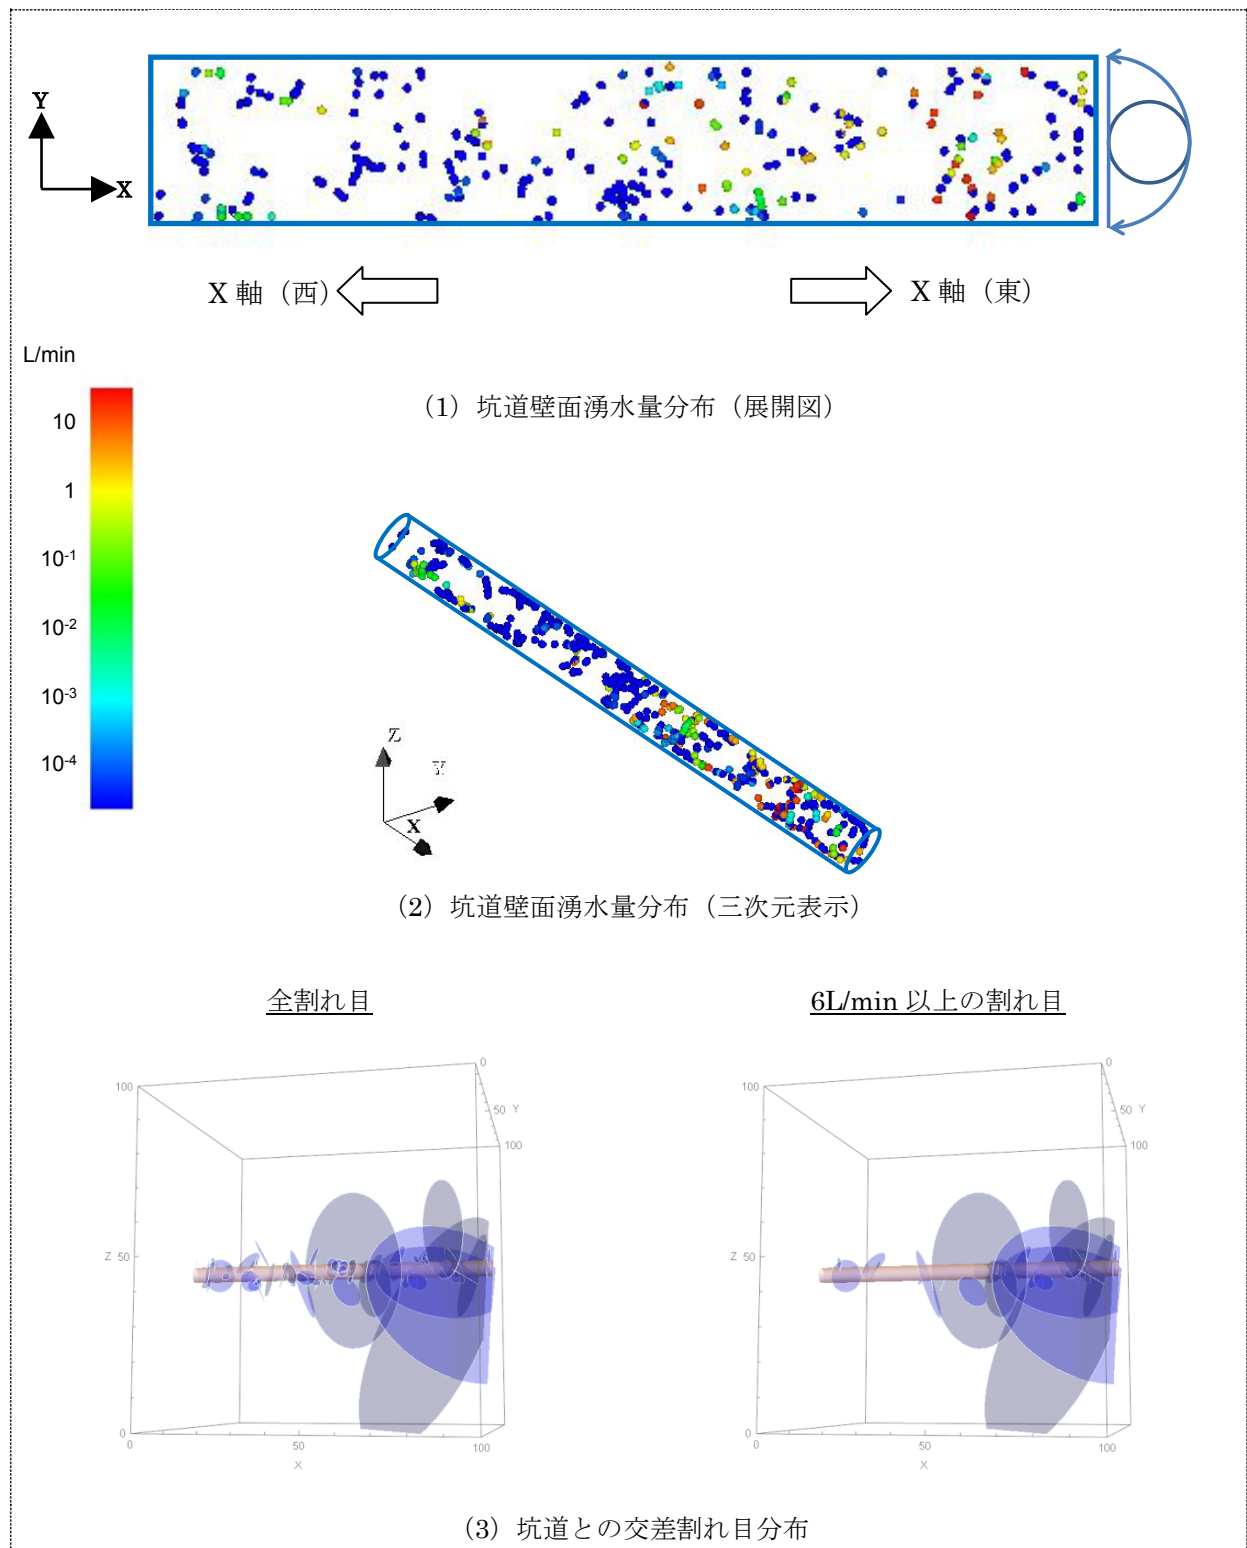 Y
X
X 軸（西）
X 軸（東）
L/min
10
1
10-1
10-2
10-3
10-4
（1）坑道壁面湧水量分布（展開図）
Z
Y
X
（2）坑道壁面湧水量分布（三次元表示）
全割れ目
6L/min 以上の割れ目
0
100
50 Y
100
Z 50
0
0
50
100
X
0
100
50 Y
100
Z 50
0
0
50
100
X
（3）坑道との交差割れ目分布